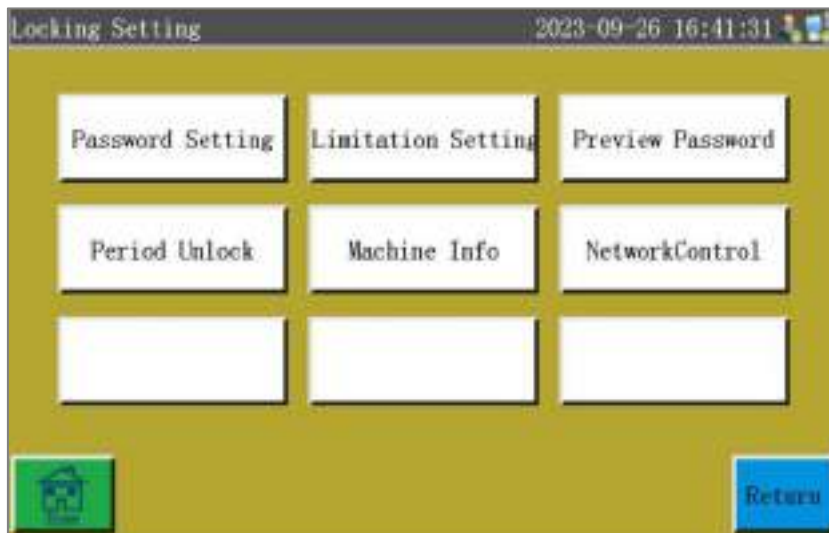 Locking Setting 2023-09-26 16:41:31
Password Setting Limitation Setting Preview Password
Period Unlock Machine Info NetworkControl
Return